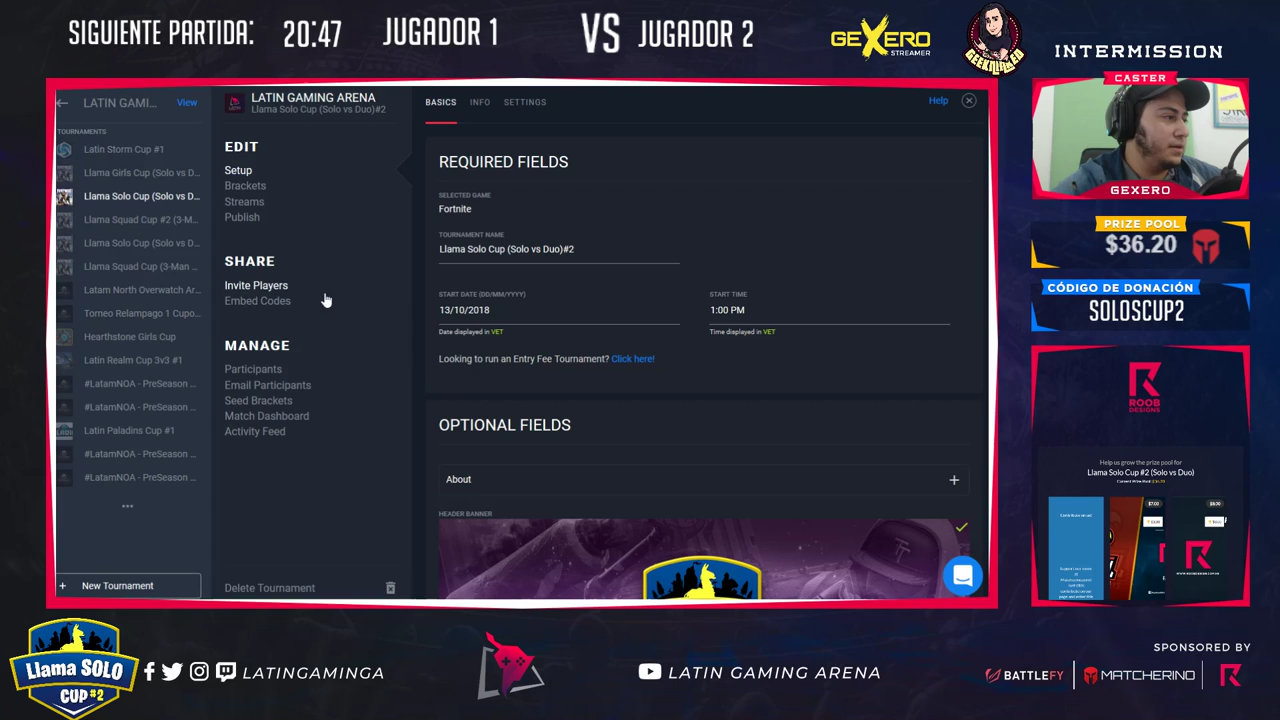 SIGUIENTE PARTIDA: 20:47 JUGADOR 1 VS JUGADOR 2
GEXERO
STREAMER
INTERMISSION
CASTER
GEXERO
PRIZE POOL
$36.20
CÓDIGO DE DONACIÓN
SOLOSCUP2
ROOB
DESIGNS
Help us grow the prize pool for
Llama Solo Cup #2 (Solo vs Duo)
LATIN GAMI... View
TOURNAMENTS
Latin Storm Cup #1
Llama Girls Cup (Solo vs D...
Llama Solo Cup (Solo vs D...
Llama Squad Cup #2 (3-M...
Llama Solo Cup (Solo vs D...
Llama Squad Cup (3-Man ...
Latam North Overwatch Ar...
Torneo Relampago 1 Cupo...
Hearthstone Girls Cup
Latin Realm Cup 3v3 #1
#LatamNOA - PreSeason ...
#LatamNOA - PreSeason ...
Latin Paladins Cup #1
#LatamNOA - PreSeason ...
#LatamNOA - PreSeason ...
...
+ New Tournament
LATIN GAMING ARENA
Llama Solo Cup (Solo vs Duo)#2
EDIT
Setup
Brackets
Streams
Publish
SHARE
Invite Players
Embed Codes
MANAGE
Participants
Email Participants
Seed Brackets
Match Dashboard
Activity Feed
Delete Tournament
BASICS INFO SETTINGS Help
REQUIRED FIELDS
SELECTED GAME
Fortnite
TOURNAMENT NAME
Llama Solo Cup (Solo vs Duo)#2
START DATE (DD/MM/YYYY) START TIME
13/10/2018 1:00 PM
Date displayed in VET Time displayed in VET
Looking to run an Entry Fee Tournament? Click here!
OPTIONAL FIELDS
About +
HEADER BANNER
Llama SOLO
CUP #2
LATINGAMINGA
LATIN GAMING ARENA
SPONSORED BY
BATTLEFY
MATCHERINO